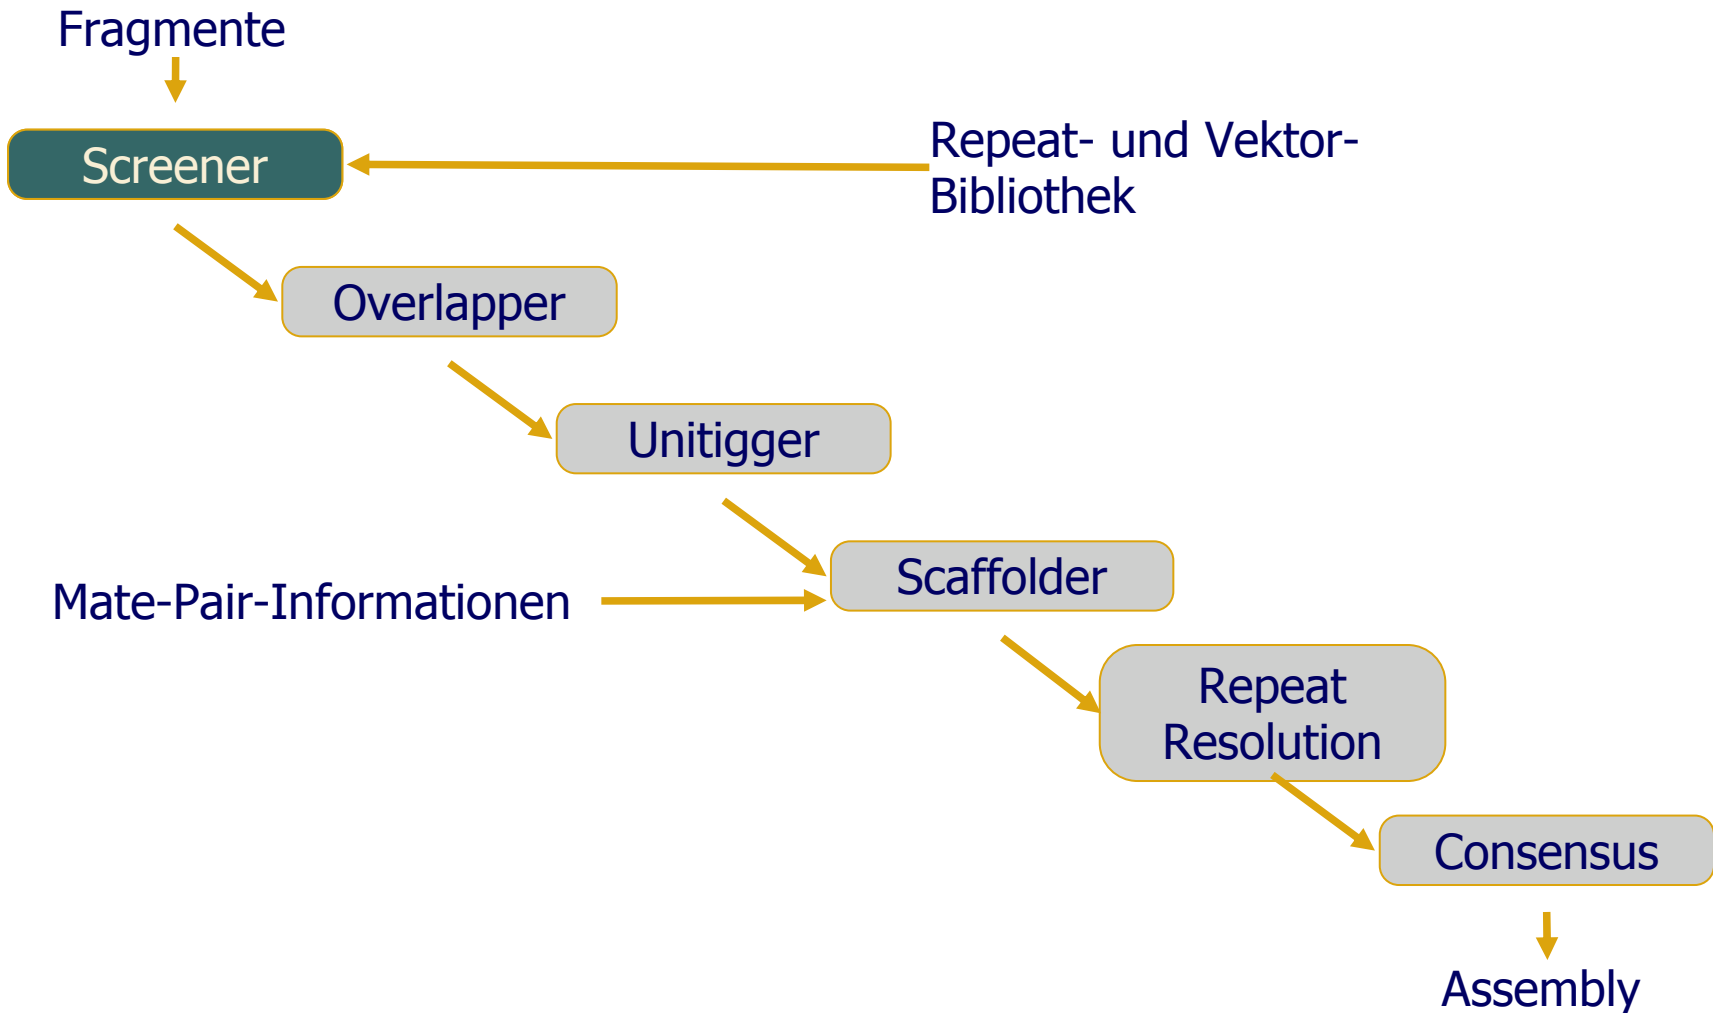 Fragmente
Screener
Repeat- und Vektor-
Bibliothek
Overlapper
Unitigger
Scaffolder
Mate-Pair-Informationen
Repeat
Resolution
Consensus
Assembly